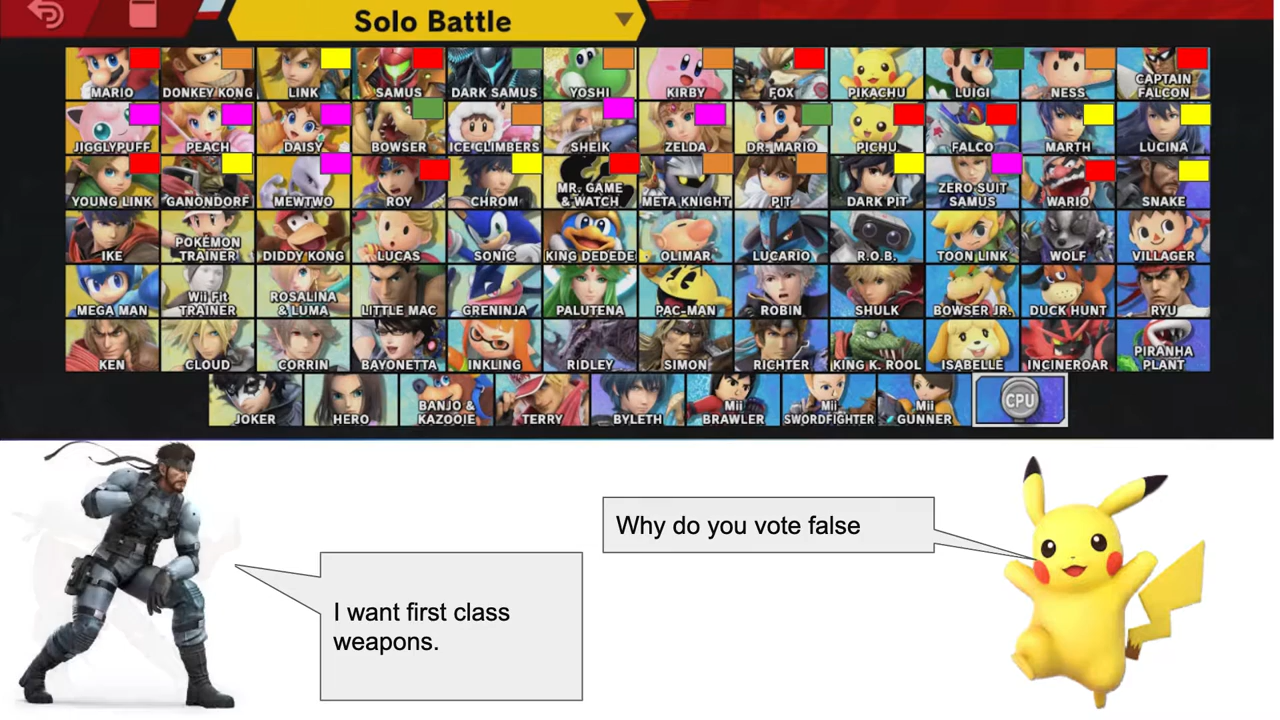 Solo Battle
MARIO DONKEY KONG LINK SAMUS DARK SAMUS YOSHI KIRBY FOX PIKACHU LUIGI NESS CAPTAIN FALCON
JIGGLYPUFF PEACH DAISY BOWSER ICE CLIMBERS SHEIK ZELDA DR. MARIO PICHU FALCO MARTH LUCINA
YOUNG LINK GANONDORF MEWTWO ROY CHROM MR. GAME & WATCH META KNIGHT PIT DARK PIT ZERO SUIT SAMUS WARIO SNAKE
IKE POKÉMON TRAINER DIDDY KONG LUCAS SONIC KING DEDEDE OLIMAR LUCARIO R.O.B. TOON LINK WOLF VILLAGER
MEGA MAN Wii Fit TRAINER ROSALINA & LUMA LITTLE MAC GRENINJA PALUTENA PAC-MAN ROBIN SHULK BOWSER JR. DUCK HUNT RYU
KEN CLOUD CORRIN BAYONETTA INKLING RIDLEY SIMON RICHTER KING K. ROOL ISABELLE INCINEROAR PIRANHA PLANT
JOKER HERO BANJO & KAZOOIE TERRY BYLETH Mii BRAWLER Mii SWORDFIGHTER Mii GUNNER CPU
Why do you vote false
I want first class
weapons.